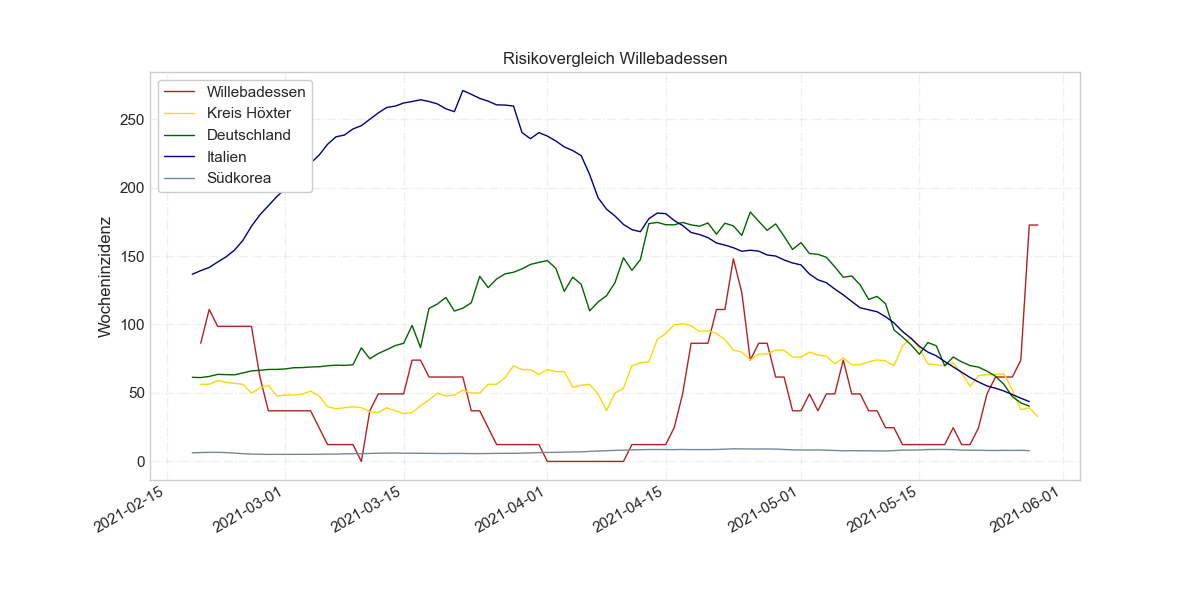 Risikovergleich Willebadessen
Willebadessen
Kreis Höxter
Deutschland
Italien
Südkorea
Wocheninzidenz
250
200
150
100
50
0
2021-02-15
2021-03-01
2021-03-15
2021-04-01
2021-04-15
2021-05-01
2021-05-15
2021-06-01